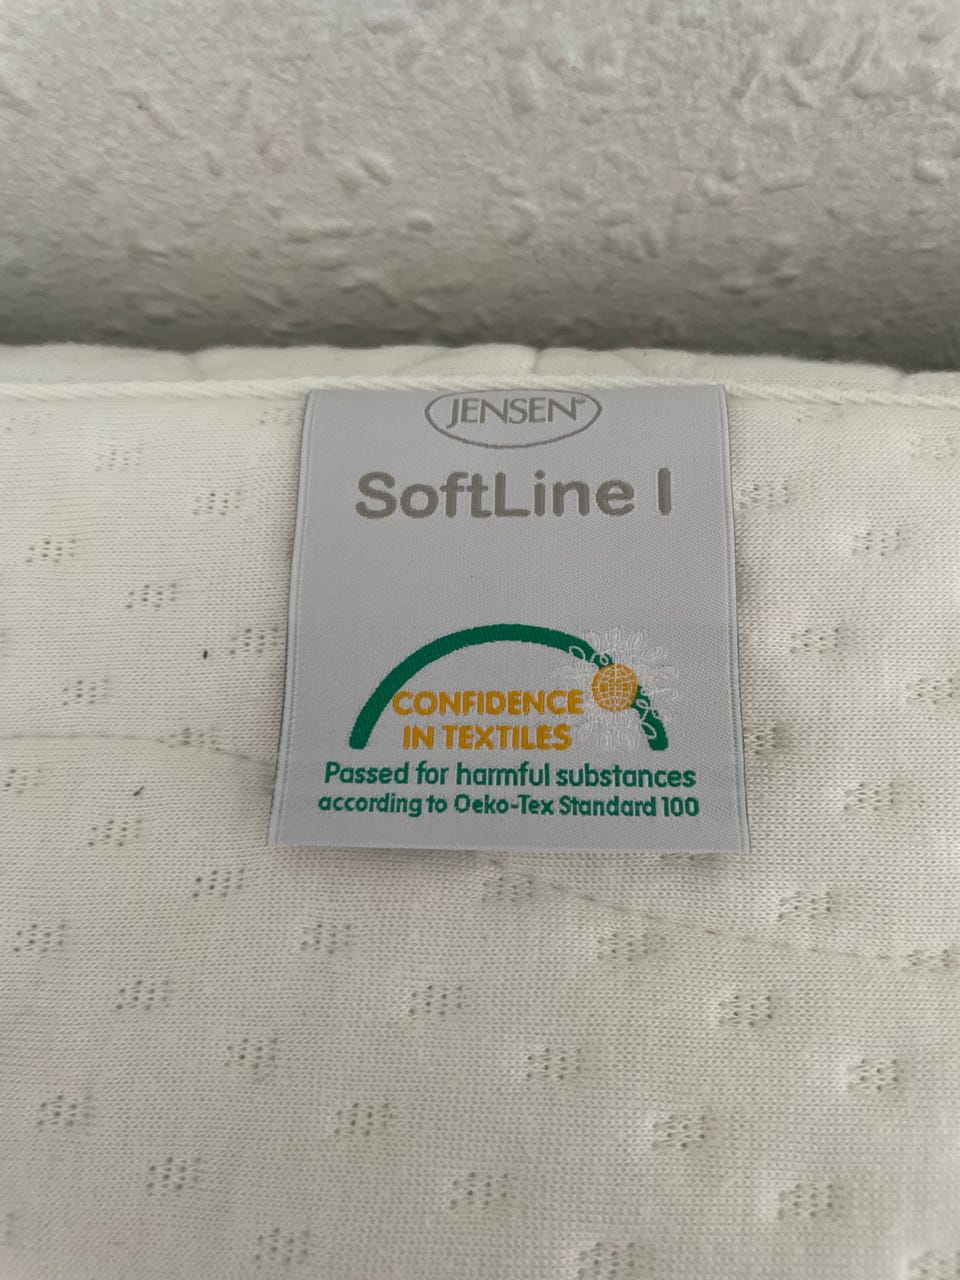 JENSEN®
SoftLine I
CONFIDENCE
IN TEXTILES
Passed for harmful substances
according to Oeko-Tex Standard 100